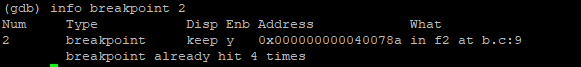 (gdb) info breakpoint 2
Num     Type           Disp Enb Address            What
2       breakpoint     keep y   0x000000000040078a in f2 at b.c:9
        breakpoint already hit 4 times